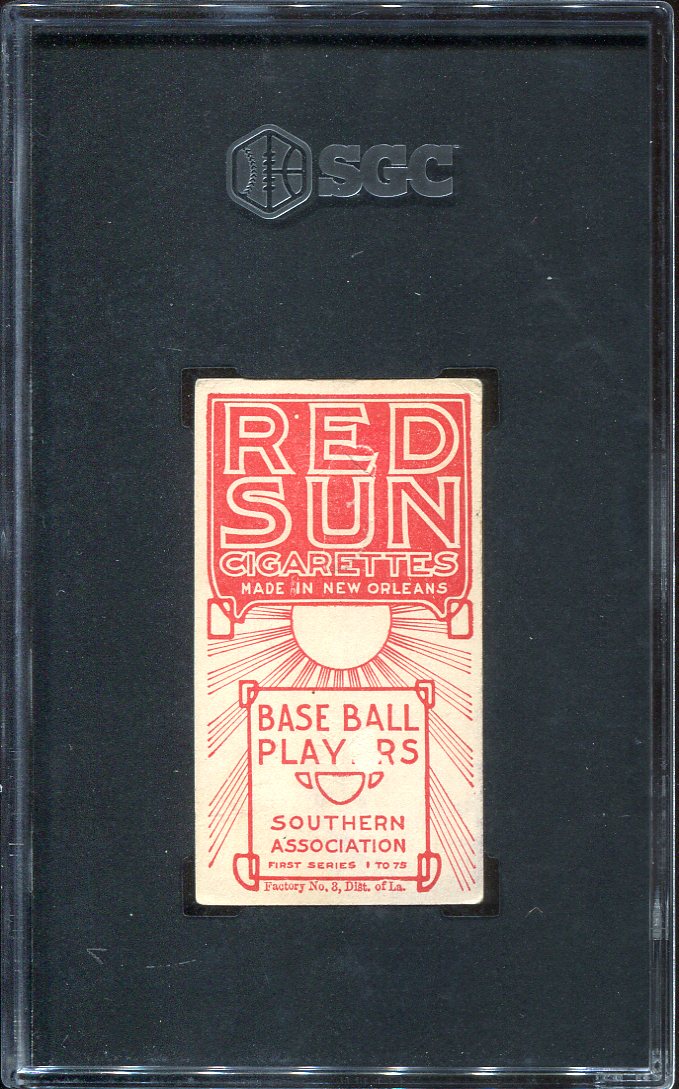 SGC
RED
SUN
CIGARETTES
MADE IN NEW ORLEANS
BASE BALL
PLAY RS
SOUTHERN
ASSOCIATION
FIRST SERIES 1 TO 75
Factory No. 3, Dist. of La.